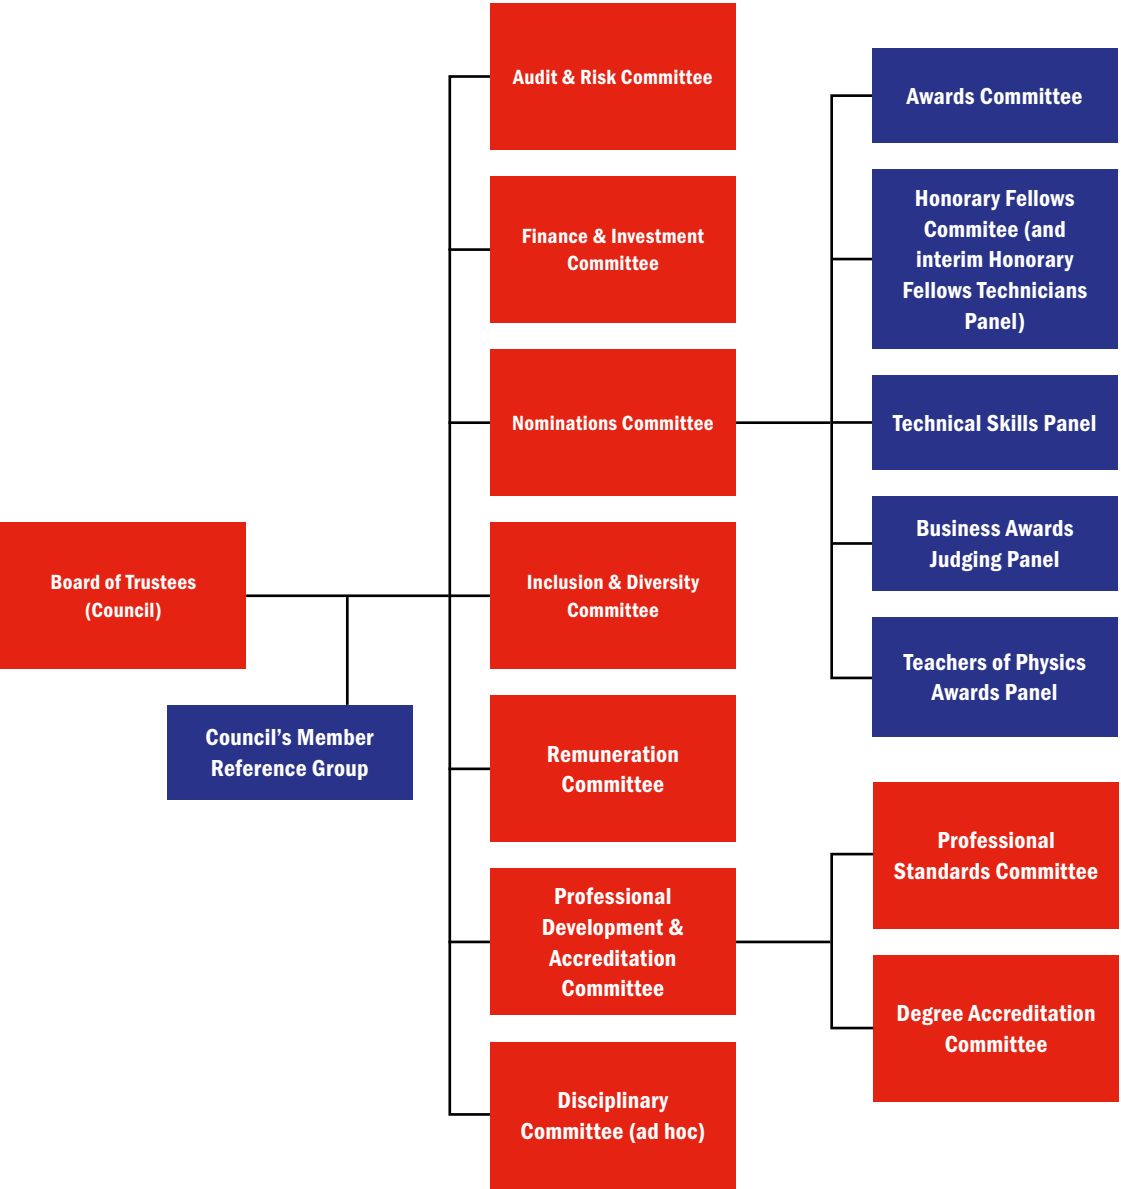 Board of Trustees
(Council)
Council’s Member
Reference Group
Audit & Risk Committee
Finance & Investment
Committee
Nominations Committee
Inclusion & Diversity
Committee
Remuneration
Committee
Professional
Development &
Accreditation
Committee
Disciplinary
Committee (ad hoc)
Awards Committee
Honorary Fellows
Commitee (and
interim Honorary
Fellows Technicians
Panel)
Technical Skills Panel
Business Awards
Judging Panel
Teachers of Physics
Awards Panel
Professional
Standards Committee
Degree Accreditation
Committee